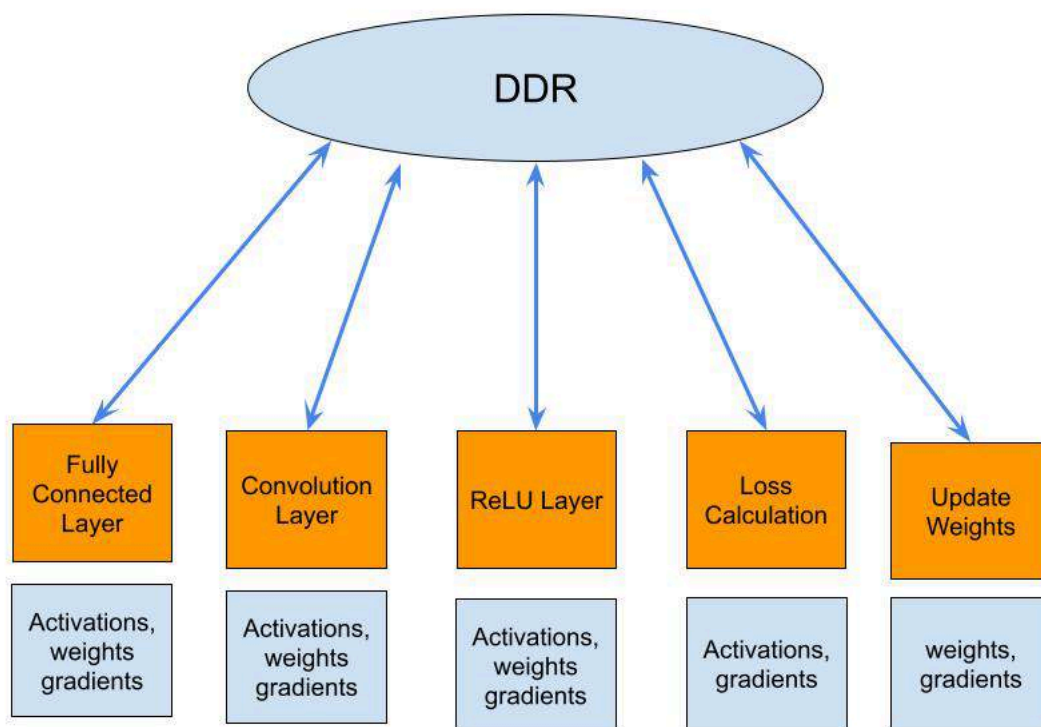 DDR
Fully
Connected
Layer
Convolution
Layer
ReLU Layer
Loss
Calculation
Update
Weights
Activations,
weights
gradients
Activations,
weights
gradients
Activations,
weights
gradients
Activations,
gradients
weights,
gradients